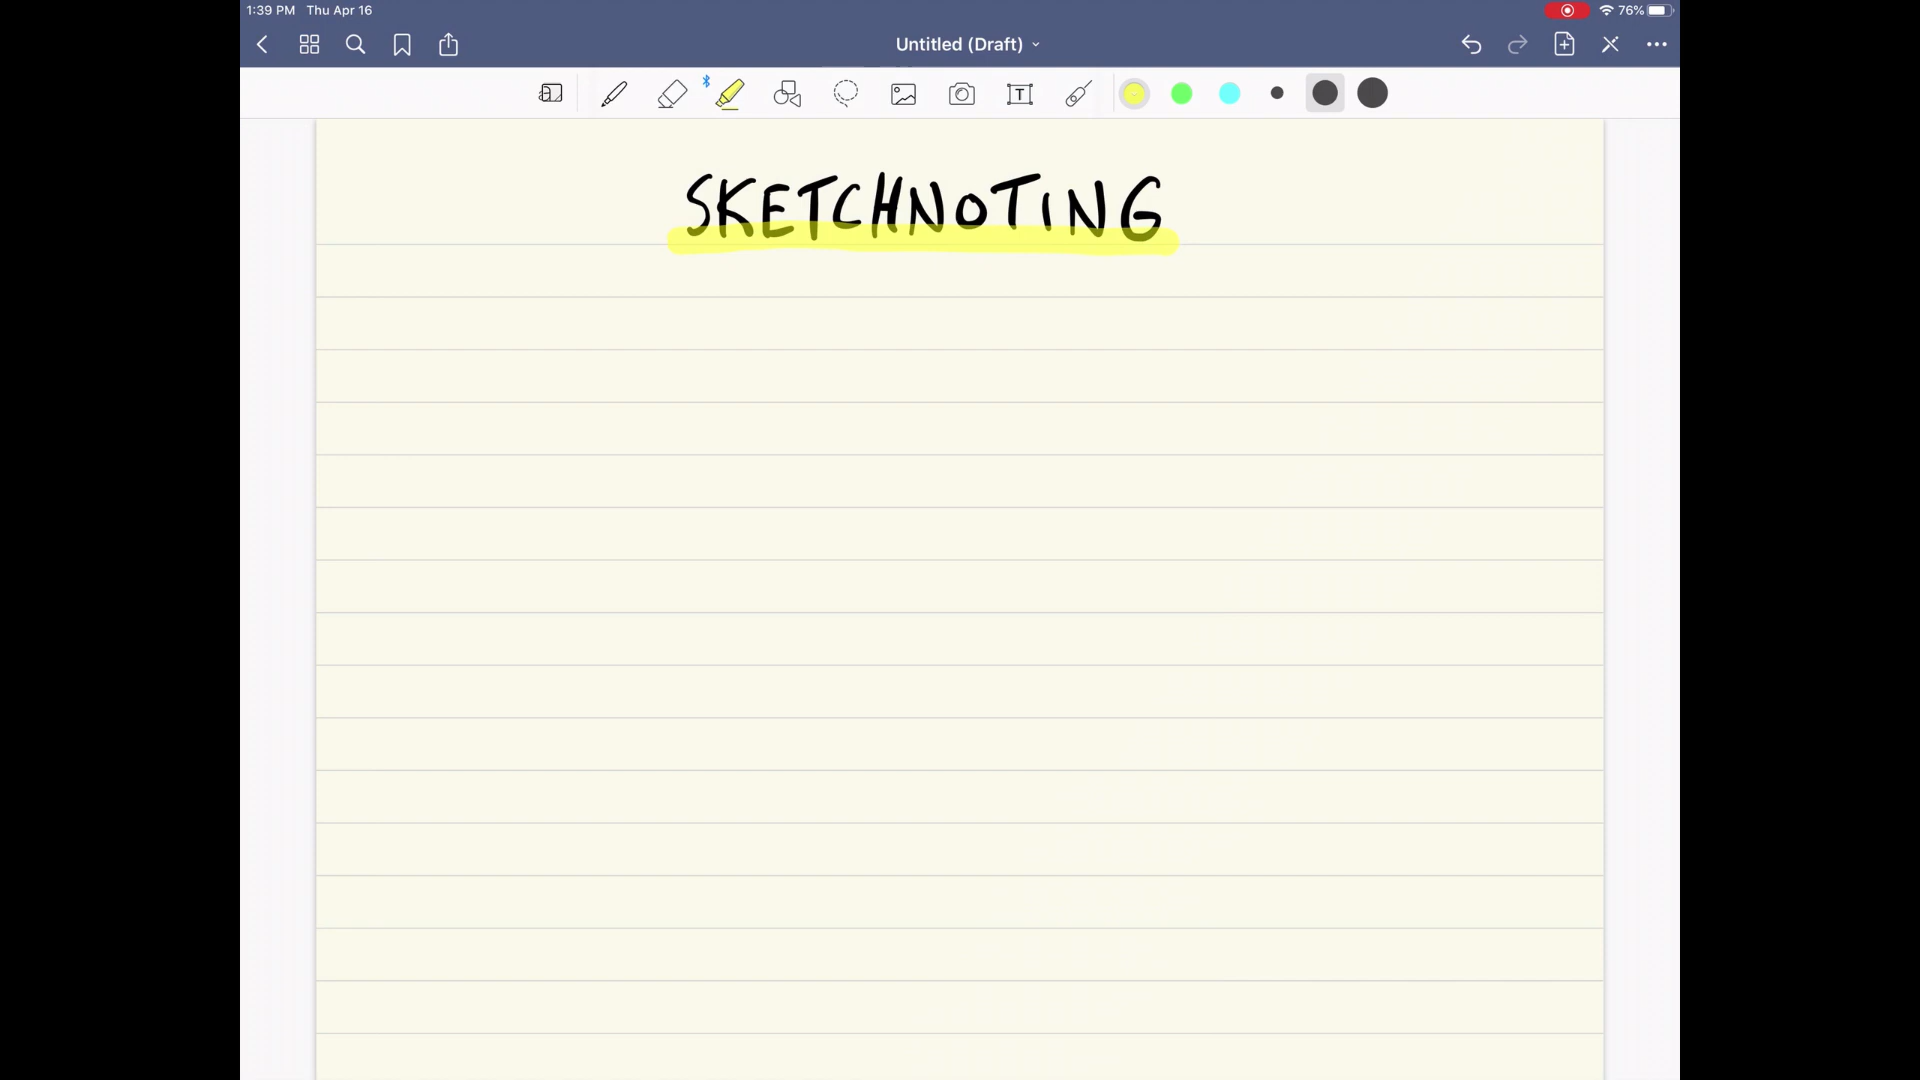 1:39 PM Thu Apr 16 76%
Untitled (Draft)
a T
SKETCHNOTING